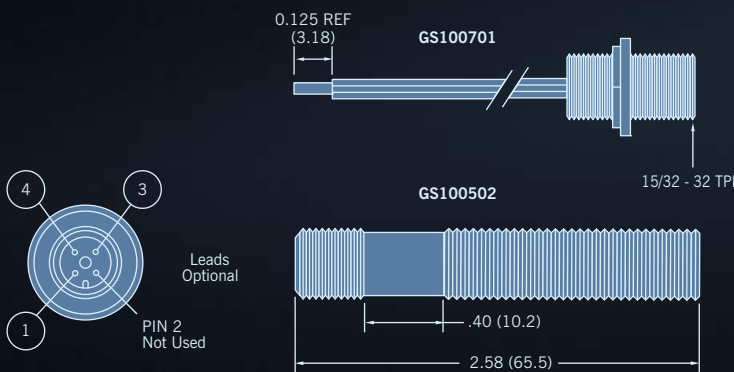 0.125 REF
(3.18)
GS100701
15/32 - 32 TPI
GS100502
4
3
Leads
Optional
1
PIN 2
Not Used
.40 (10.2)
2.58 (65.5)